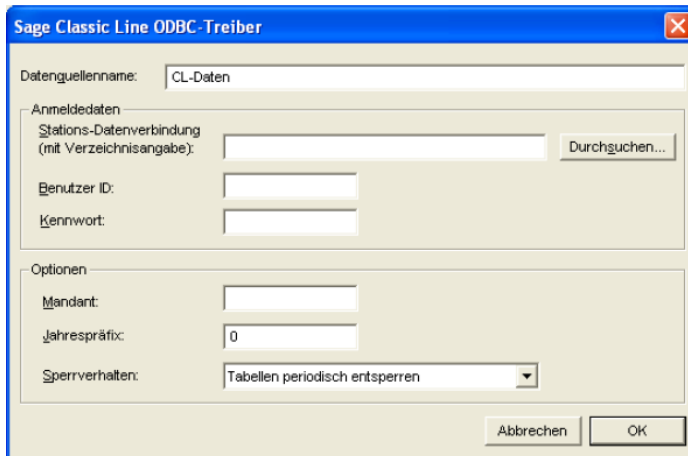 Sage Classic Line ODBC-Treiber
Datenquellenname: CL-Daten
Anmeldedaten
Stations-Datenverbindung
(mit Verzeichnisangabe): Durchsuchen...
Benutzer ID:
Kennwort:
Optionen
Mandant:
Jahrespräfix: 0
Sperrverhalten: Tabellen periodisch entsperren
Abbrechen OK